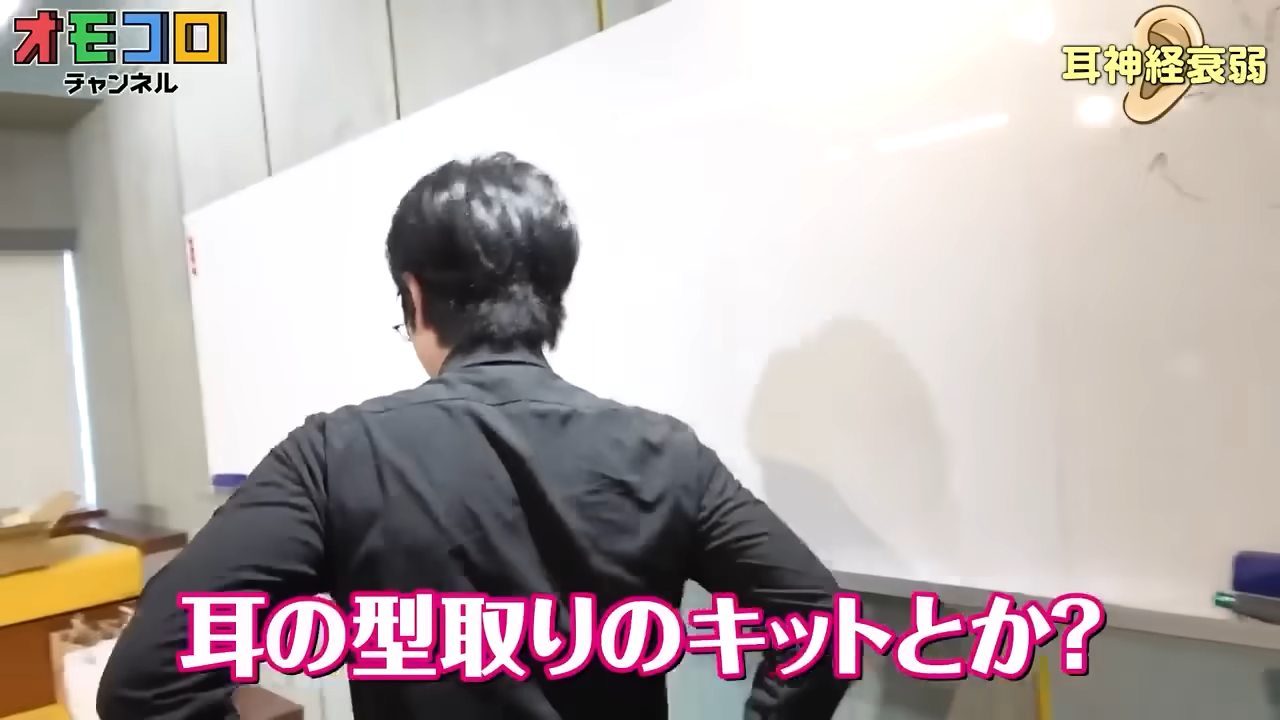 オモコロ
チャンネル
耳神経衰弱
耳の型取りのキットとか?